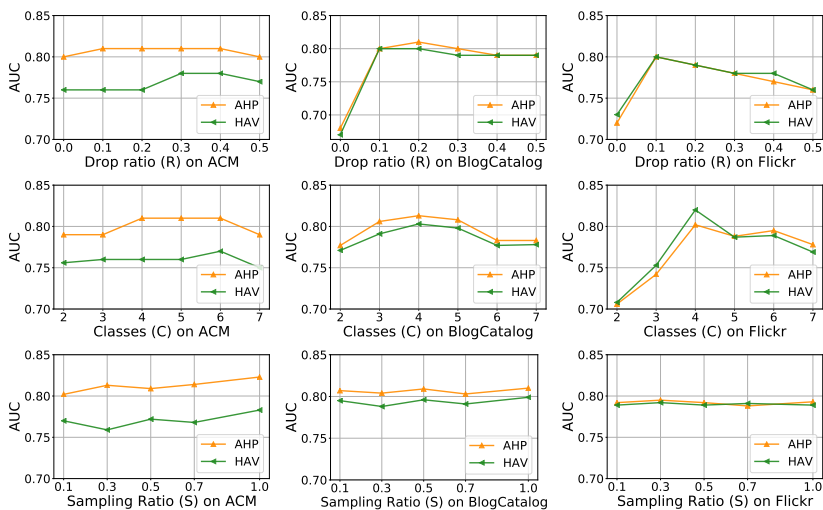 0.85
0.80
0.75
0.70
AUC
AHP
HAV
0.0 0.1 0.2 0.3 0.4 0.5
Drop ratio (R) on ACM
0.85
0.80
0.75
0.70
AUC
AHP
HAV
0.0 0.1 0.2 0.3 0.4 0.5
Drop ratio (R) on BlogCatalog
0.85
0.80
0.75
0.70
AUC
AHP
HAV
0.0 0.1 0.2 0.3 0.4 0.5
Drop ratio (R) on Flickr
0.85
0.80
0.75
0.70
AUC
AHP
HAV
2 3 4 5 6 7
Classes (C) on ACM
0.85
0.80
0.75
0.70
AUC
AHP
HAV
2 3 4 5 6 7
Classes (C) on BlogCatalog
0.85
0.80
0.75
0.70
AUC
AHP
HAV
2 3 4 5 6 7
Classes (C) on Flickr
0.85
0.80
0.75
0.70
AUC
AHP
HAV
0.1 0.3 0.5 0.7 1.0
Sampling Ratio (S) on ACM
0.85
0.80
0.75
0.70
AUC
AHP
HAV
0.1 0.3 0.5 0.7 1.0
Sampling Ratio (S) on BlogCatalog
0.85
0.80
0.75
0.70
AUC
AHP
HAV
0.1 0.3 0.5 0.7 1.0
Sampling Ratio (S) on Flickr